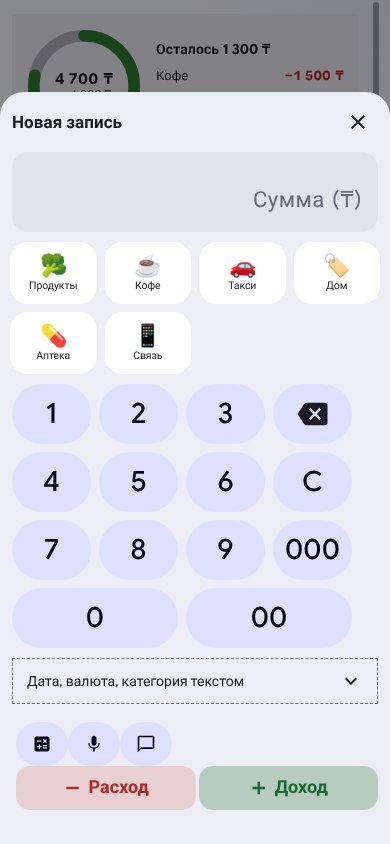 Осталось 1 300 ₸
4 700 ₸
Кофе
−1 500 ₸
Новая запись
Сумма (₸)
Продукты
Кофе
Такси
Дом
Аптека
Связь
1
2
3
4
5
6
C
7
8
9
000
0
00
Дата, валюта, категория текстом
− Расход
+ Доход